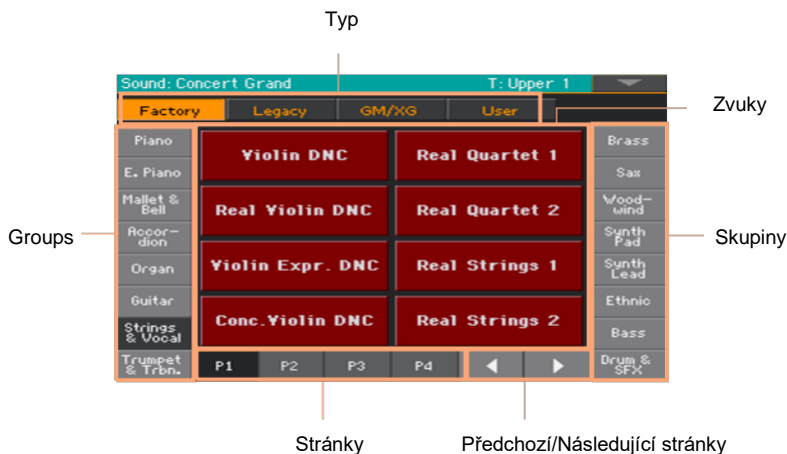 Typ
Sound: Concert Grand T: Upper 1
Factory Legacy GM/XG User
Zvuky
Piano
E. Piano
Mallet &
Bell
Accor-
dion
Organ
Guitar
Strings
& Vocal
Trumpet
& Trbn.
Groups
Violin DNC Real Quartet 1
Real Violin DNC Real Quartet 2
Violin Expr. DNC Real Strings 1
Conc.Violin DNC Real Strings 2
P1 P2 P3 P4
Brass
Sax
Wood-
wind
Synth
Pad
Synth
Lead
Ethnic
Bass
Drum &
SFX
Skupiny
Stránky
Předchozí/Následující stránky